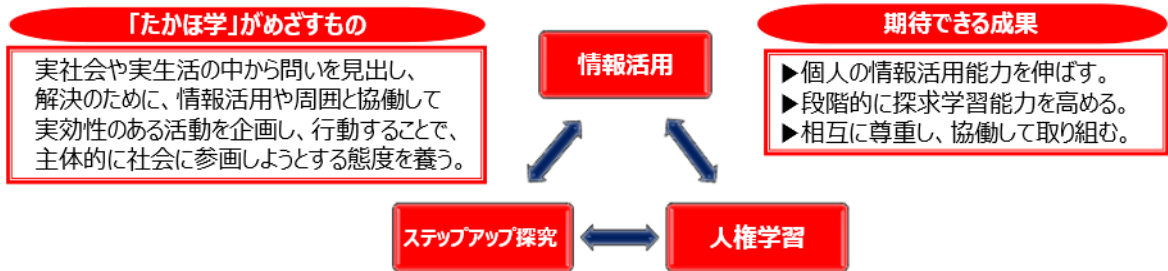 「たかほ学」がめざすもの
実社会や実生活の中から問いを見出し、
解決のために、情報活用や周囲と協働して
実効性のある活動を企画し、行動することで、
主体的に社会に参画しようとする態度を養う。
情報活用
期待できる成果
▶個人の情報活用能力を伸ばす。
▶段階的に探求学習能力を高める。
▶相互に尊重し、協働して取り組む。
ステップアップ探究
人権学習